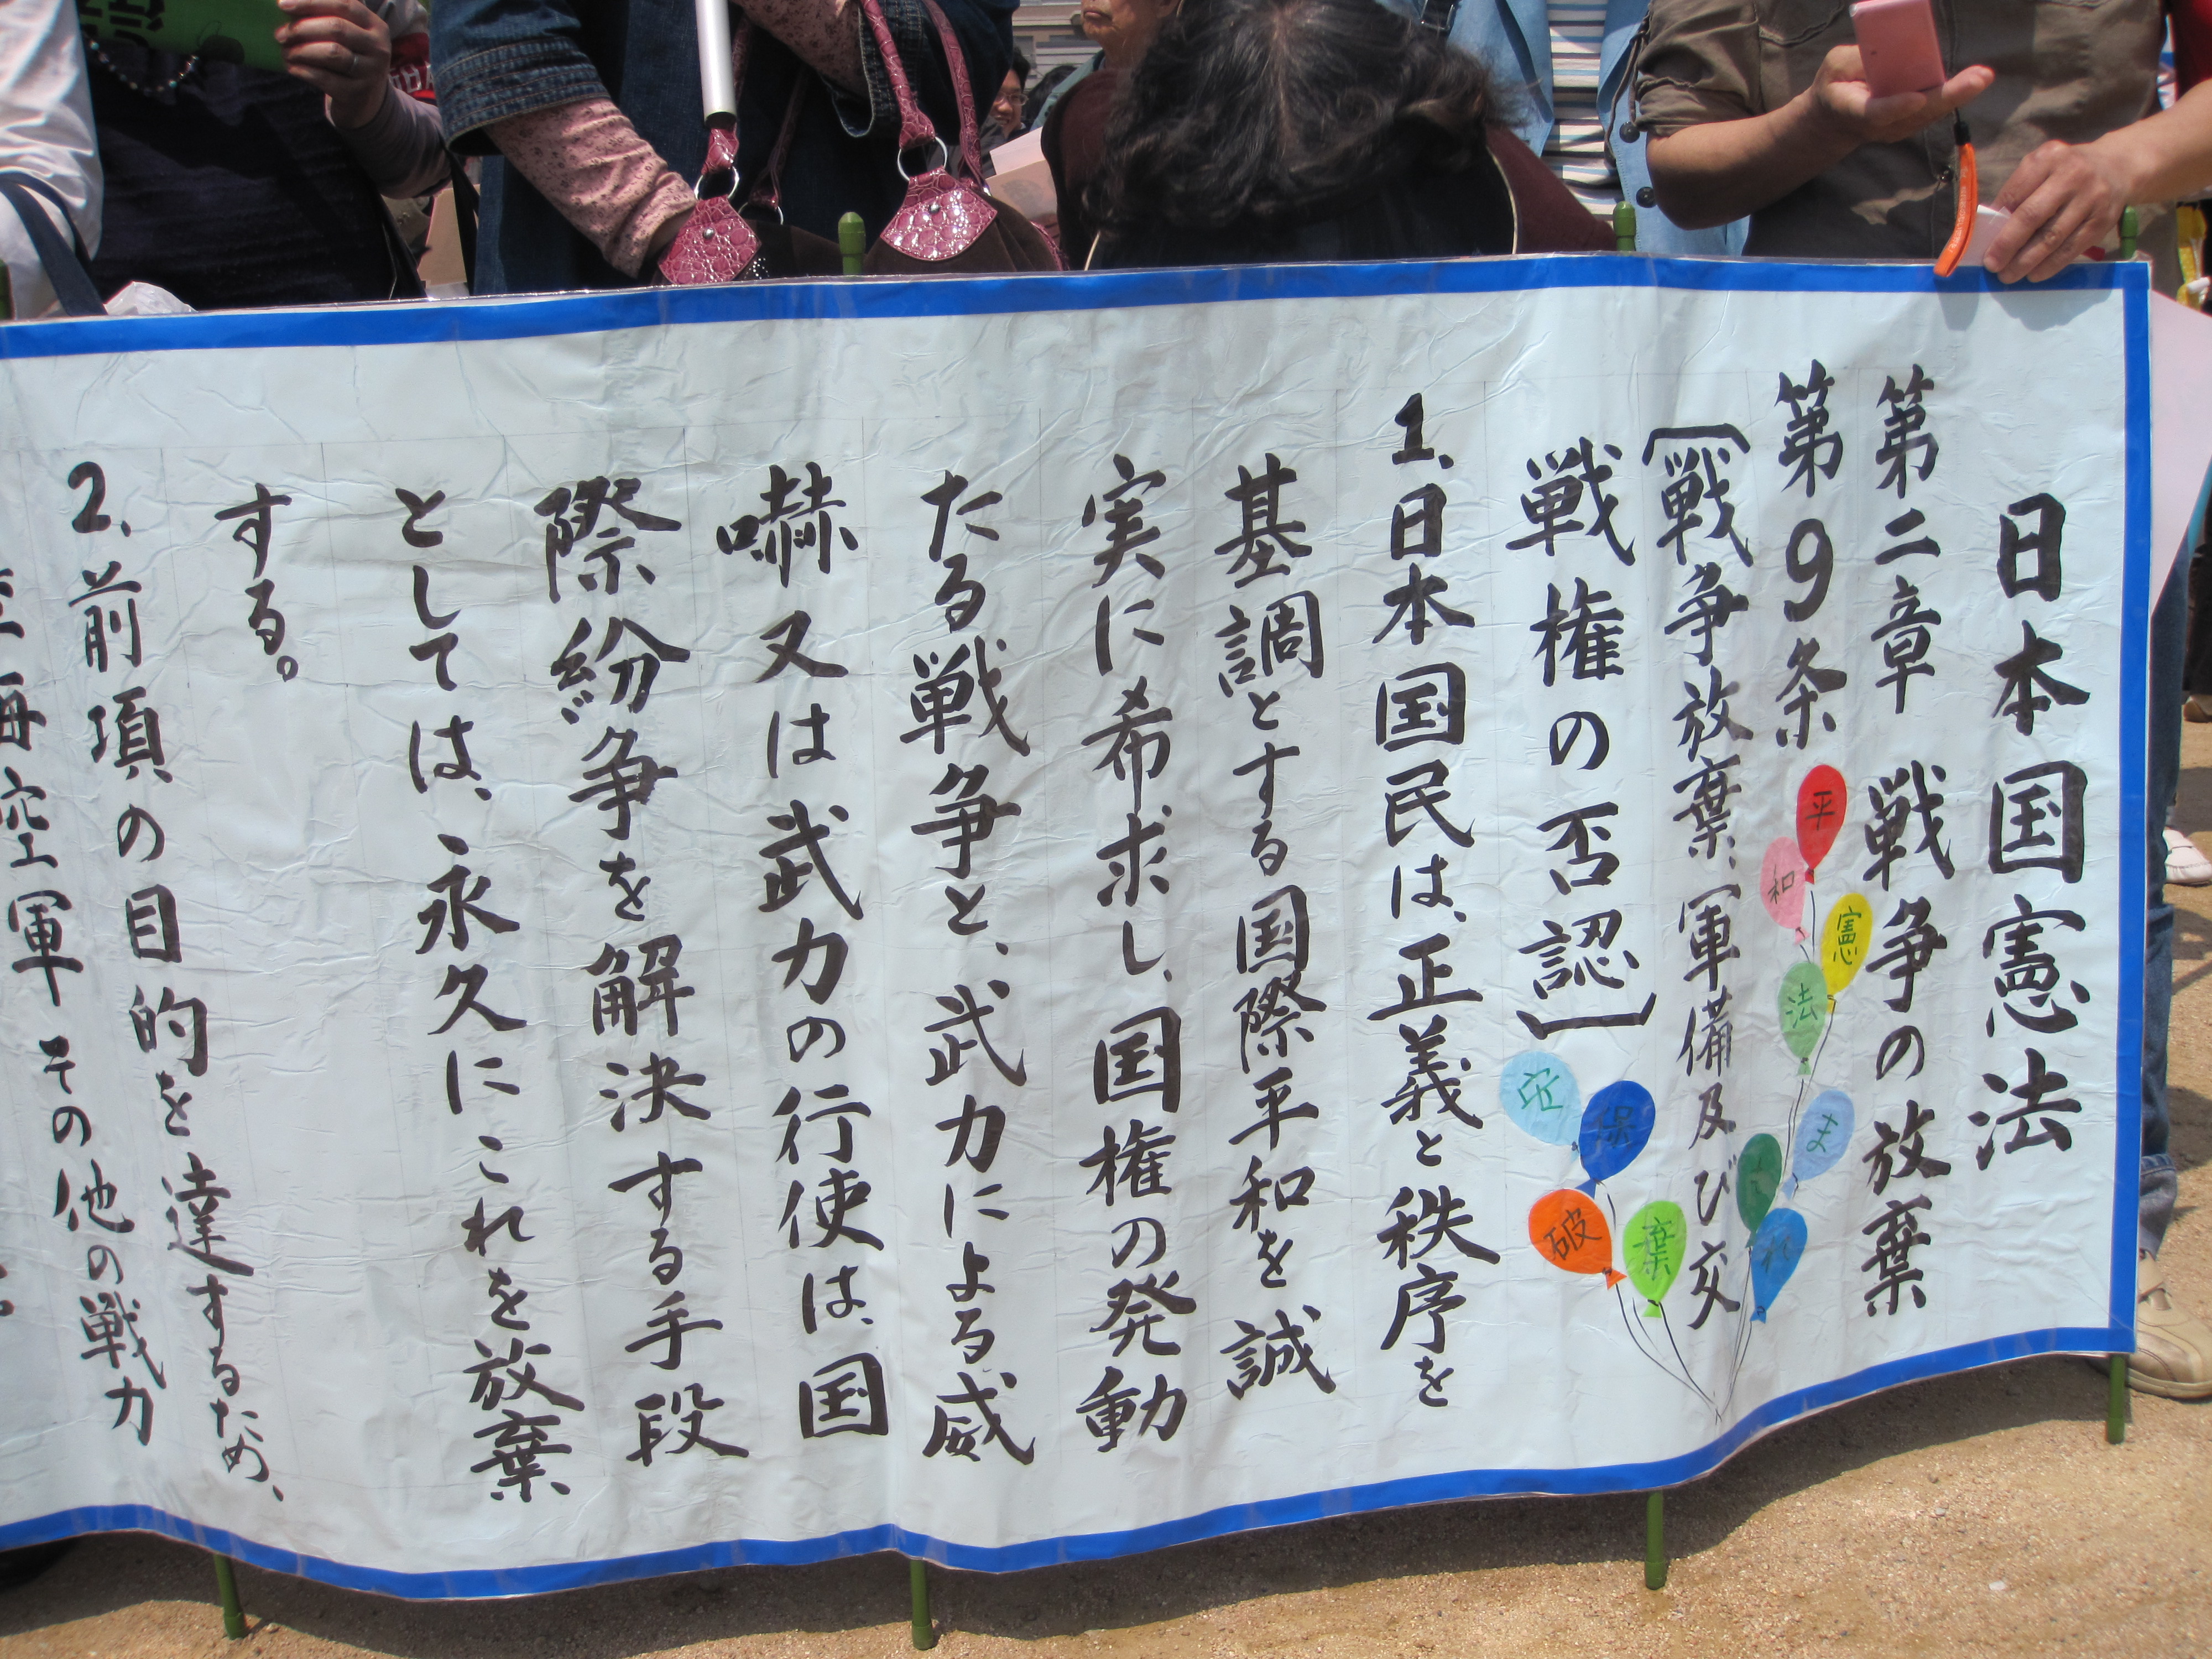 日本国憲法
第二章 戦争の放棄
第9条
〔戦争放棄、軍備及び交
戦権の否認〕
1.日本国民は、正義と秩序を
基調とする国際平和を誠
実に希求し、国権の発動
たる戦争と、武力による威
嚇又は武力の行使は、国
際紛争を解決する手段
としては、永久にこれを放棄
する。
2.前項の目的を達するため、
海空軍その他の戦力
平和憲法
まもれ
安保破棄